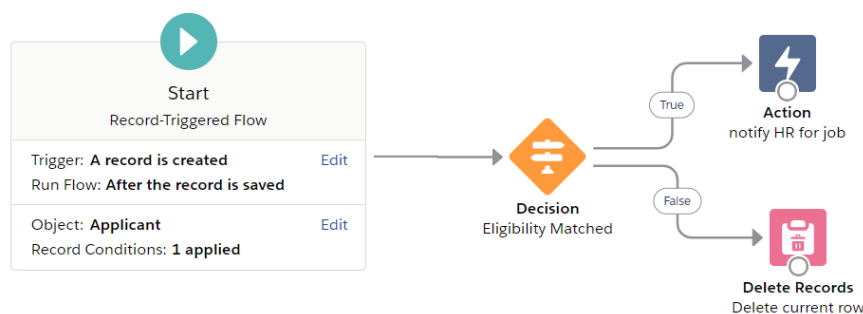 Start
Record-Triggered Flow
Trigger: A record is created Edit
Run Flow: After the record is saved
Object: Applicant Edit
Record Conditions: 1 applied
Decision
Eligibility Matched
True
False
Action
notify HR for job
Delete Records
Delete current row